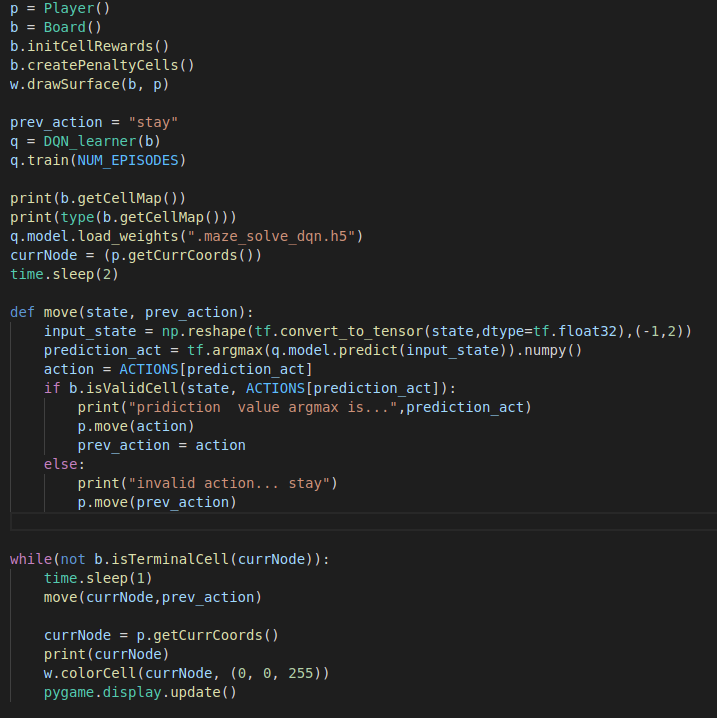 p = Player()
b = Board()
b.initCellRewards()
b.createPenaltyCells()
w.drawSurface(b, p)
prev_action = "stay"
q = DQN_learner(b)
q.train(NUM_EPISODES)
print(b.getCellMap())
print(type(b.getCellMap()))
q.model.load_weights(".maze_solve_dqn.h5")
currNode = (p.getCurrCoords())
time.sleep(2)
def move(state, prev_action):
    input_state = np.reshape(tf.convert_to_tensor(state,dtype=tf.float32),(-1,2))
    prediction_act = tf.argmax(q.model.predict(input_state)).numpy()
    action = ACTIONS[prediction_act]
    if b.isValidCell(state, ACTIONS[prediction_act]):
        print("pridiction  value argmax is...",prediction_act)
        p.move(action)
        prev_action = action
    else:
        print("invalid action... stay")
        p.move(prev_action)
while(not b.isTerminalCell(currNode)):
    time.sleep(1)
    move(currNode,prev_action)
    currNode = p.getCurrCoords()
    print(currNode)
    w.colorCell(currNode, (0, 0, 255))
    pygame.display.update()